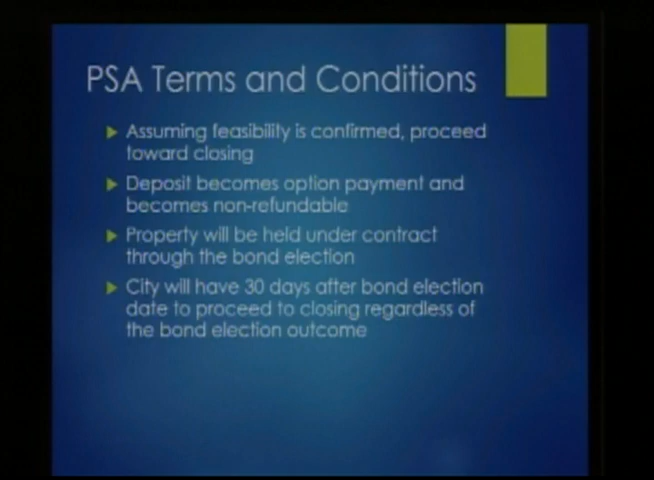 PSA Terms and Conditions
Assuming feasibility is confirmed, proceed
toward closing
Deposit becomes option payment and
becomes non-refundable
Property will be held under contract
through the bond election
City will have 30 days after bond election
date to proceed to closing regardless of
the bond election outcome